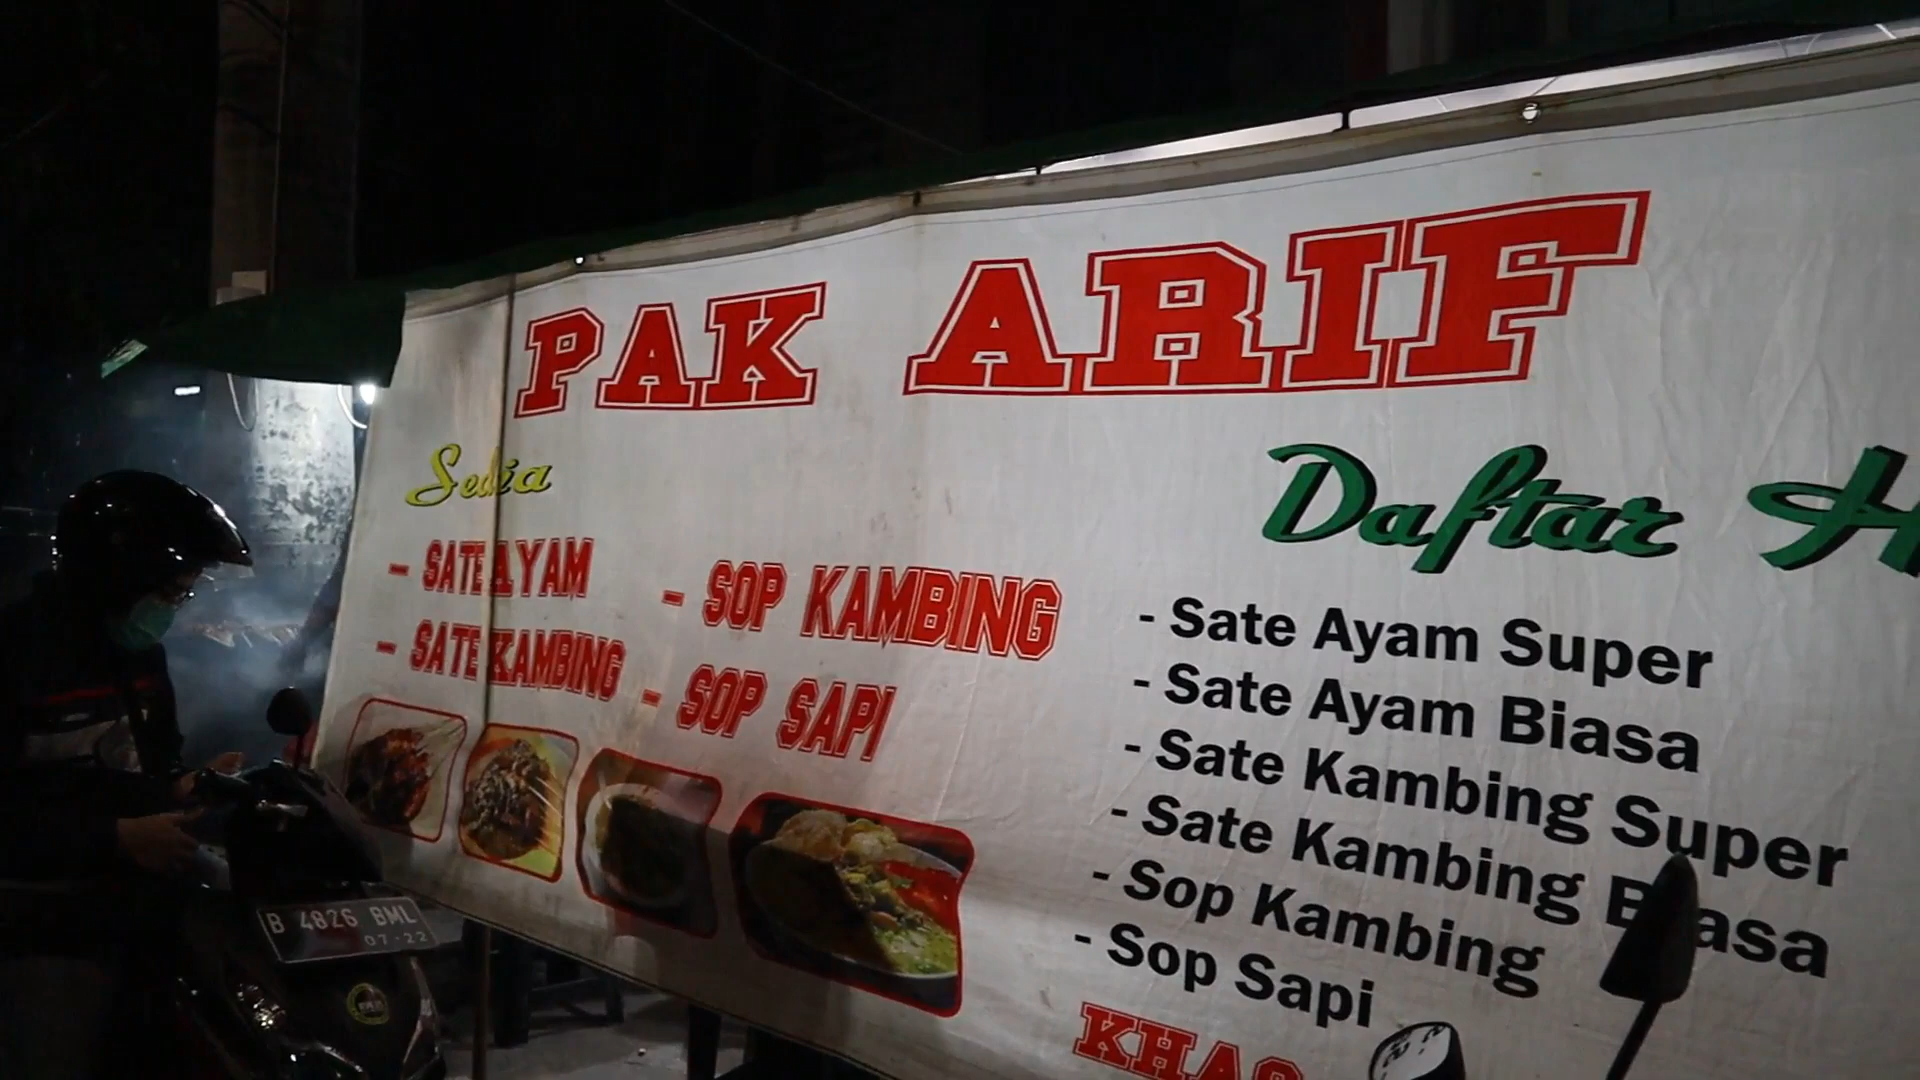 PAK ARIF
Sedia
- SATE AYAM
- SATE KAMBING
- SOP KAMBING
- SOP SAPI
Daftar H
- Sate Ayam Super
- Sate Ayam Biasa
- Sate Kambing Super
- Sate Kambing Biasa
- Sop Kambing
- Sop Sapi
KHAS
B 4826 BML
07-22